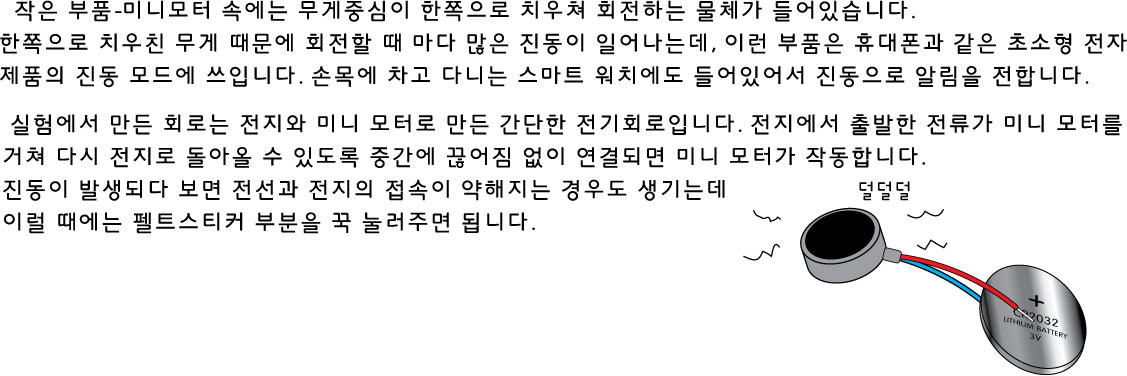 작은 부품-미니모터 속에는 무게중심이 한쪽으로 치우쳐 회전하는 물체가 들어있습니다.
한쪽으로 치우친 무게 때문에 회전할 때 마다 많은 진동이 일어나는데, 이런 부품은 휴대폰과 같은 초소형 전자
제품의 진동 모드에 쓰입니다. 손목에 차고 다니는 스마트 워치에도 들어있어서 진동으로 알림을 전합니다.
실험에서 만든 회로는 전지와 미니 모터로 만든 간단한 전기회로입니다. 전지에서 출발한 전류가 미니 모터를
거쳐 다시 전지로 돌아올 수 있도록 중간에 끊어짐 없이 연결되면 미니 모터가 작동합니다.
진동이 발생되다 보면 전선과 전지의 접속이 약해지는 경우도 생기는데
이럴 때에는 펠트스티커 부분을 꾹 눌러주면 됩니다.
덜덜덜
+
CR2032
LITHIUM BATTERY
3V